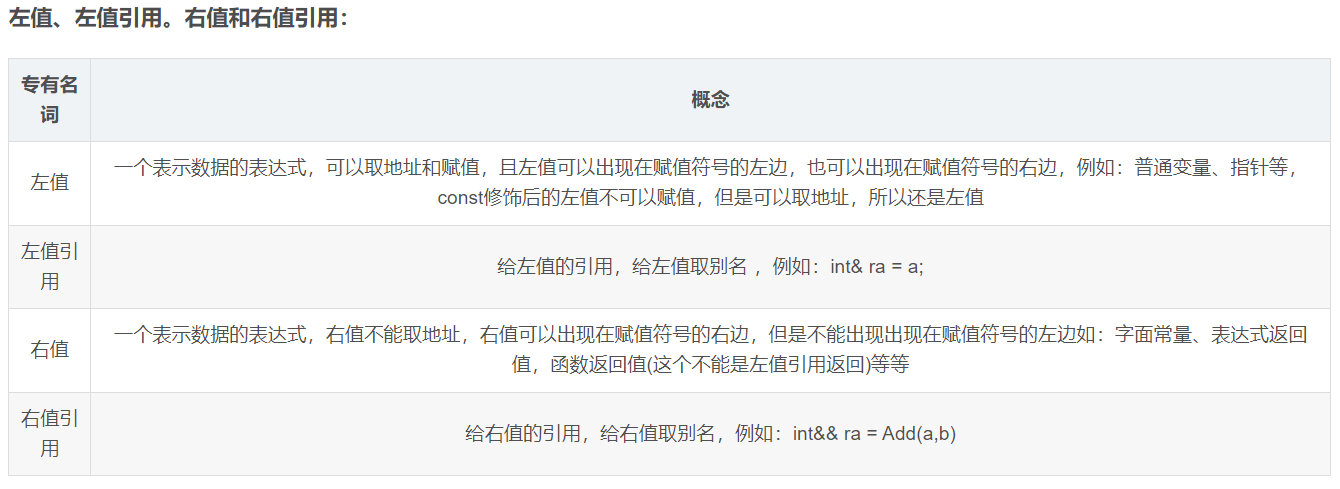 左值、左值引用。右值和右值引用：
专有名
词
概念
左值
一个表示数据的表达式，可以取地址和赋值，且左值可以出现在赋值符号的左边，也可以出现在赋值符号的右边，例如：普通变量、指针等，
const修饰后的左值不可以赋值，但是可以取地址，所以还是左值
左值引
用
给左值的引用，给左值取别名 ，例如：int& ra = a;
右值
一个表示数据的表达式，右值不能取地址，右值可以出现在赋值符号的右边，但是不能出现出现在赋值符号的左边如：字面常量、表达式返回
值，函数返回值(这个不能是左值引用返回)等等
右值引
用
给右值的引用，给右值取别名，例如：int&& ra = Add(a,b)